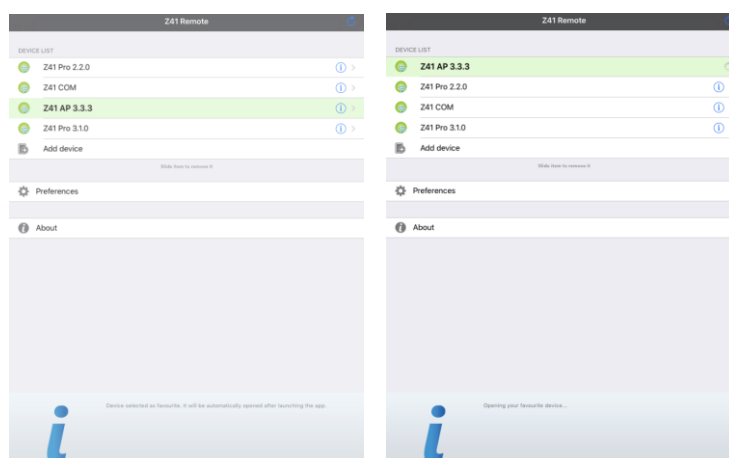 Z41 Remote
DEVICE LIST
Z41 Pro 2.2.0
Z41 COM
Z41 AP 3.3.3
Z41 Pro 3.1.0
Add device
Slide item to remove it
Preferences
About
Device selected as favourite. It will be automatically opened after launching the app.
Z41 Remote
DEVICE LIST
Z41 AP 3.3.3
Z41 Pro 2.2.0
Z41 COM
Z41 Pro 3.1.0
Add device
Slide item to remove it
Preferences
About
Opening your favourite device...